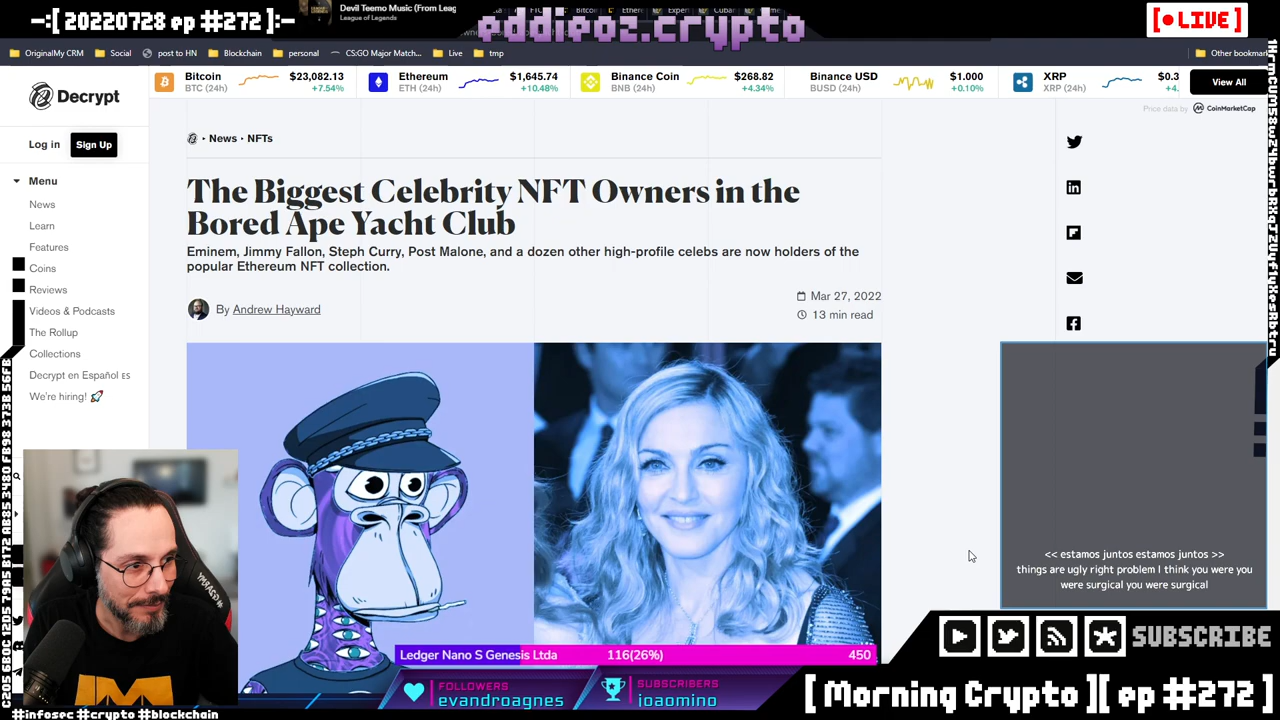 -:[ 20220728 ep #272 ]:-
Devil Teemo Music (From Leag
League of Legends
eddieoz.crypto
[● LIVE ]
OriginalMy CRM
Social
post to HN
Blockchain
personal
CS:GO Major Match...
Live
tmp
Other bookmar
Decrypt
Bitcoin $23,082.13
BTC (24h) +7.54%
Ethereum $1,645.74
ETH (24h) +10.48%
Binance Coin $268.82
BNB (24h) +4.34%
Binance USD $1.000
BUSD (24h) +0.10%
XRP $0.3
XRP (24h) +4.
View All
Price data by CoinMarketCap
Log in
Sign Up
Menu
News
Learn
Features
Coins
Reviews
Videos & Podcasts
The Rollup
Collections
Decrypt en Español ES
We're hiring! 🚀
News · NFTs
The Biggest Celebrity NFT Owners in the
Bored Ape Yacht Club
Eminem, Jimmy Fallon, Steph Curry, Post Malone, and a dozen other high-profile celebs are now holders of the
popular Ethereum NFT collection.
By Andrew Hayward
Mar 27, 2022
13 min read
<< estamos juntos estamos juntos >>
things are ugly right problem I think you were you
were surgical you were surgical
Ledger Nano S Genesis Ltda 116(26%) 450
FOLLOWERS
evandroagnes
SUBSCRIBERS
joaomino
SUBSCRIBE
[ Morning Crypto ][ ep #272 ]
#infosec #crypto #blockchain